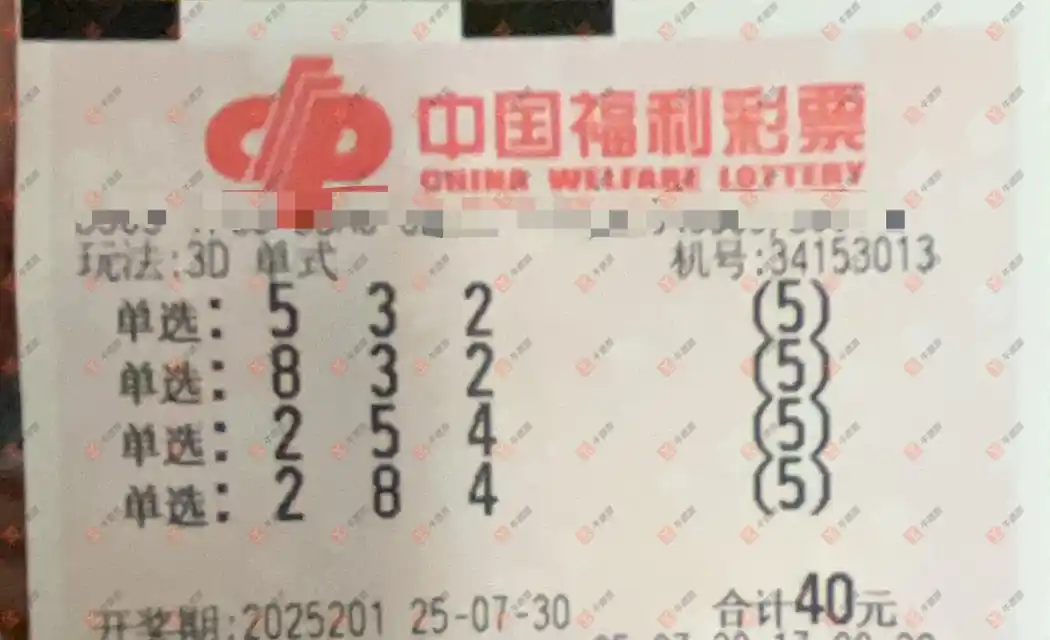 中国福利彩票
CHINA WELFARE LOTTERY
玩法:3D 单式 机号:34153013
单选: 5 3 2 (5)
单选: 8 3 2 (5)
单选: 2 5 4 (5)
单选: 2 8 4 (5)
开奖期:2025201 25-07-30 合计40元